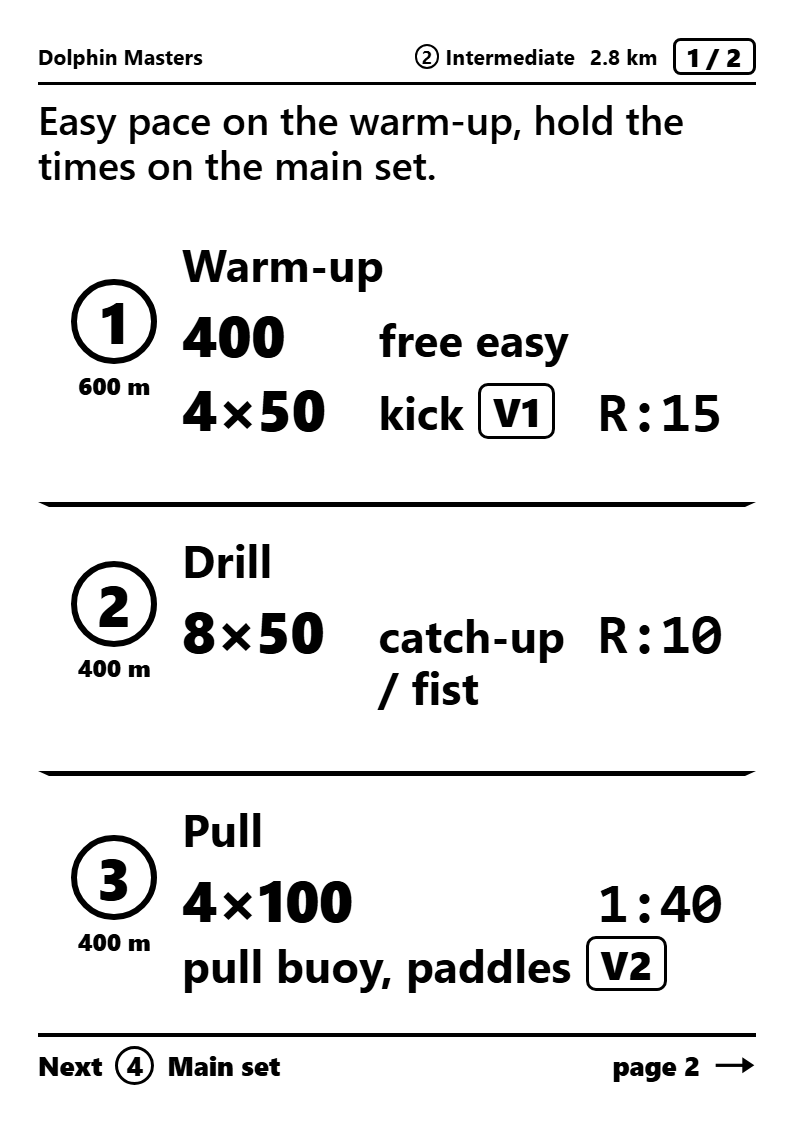 Dolphin Masters ② Intermediate 2.8 km 1 / 2
Easy pace on the warm-up, hold the
times on the main set.
Warm-up
1 400 free easy
600 m
4×50 kick V1 R:15
Drill
2 8×50 catch-up R:10
400 m
/ fist
Pull
3 4×100 1:40
400 m
pull buoy, paddles V2
Next ④ Main set page 2 →